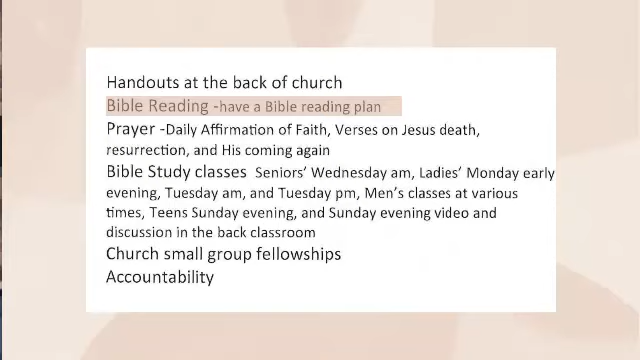 Handouts at the back of church
Bible Reading -have a Bible reading plan
Prayer -Daily Affirmation of Faith, Verses on Jesus death,
resurrection, and His coming again
Bible Study classes  Seniors' Wednesday am, Ladies' Monday early
evening, Tuesday am, and Tuesday pm, Men's classes at various
times, Teens Sunday evening, and Sunday evening video and
discussion in the back classroom
Church small group fellowships
Accountability